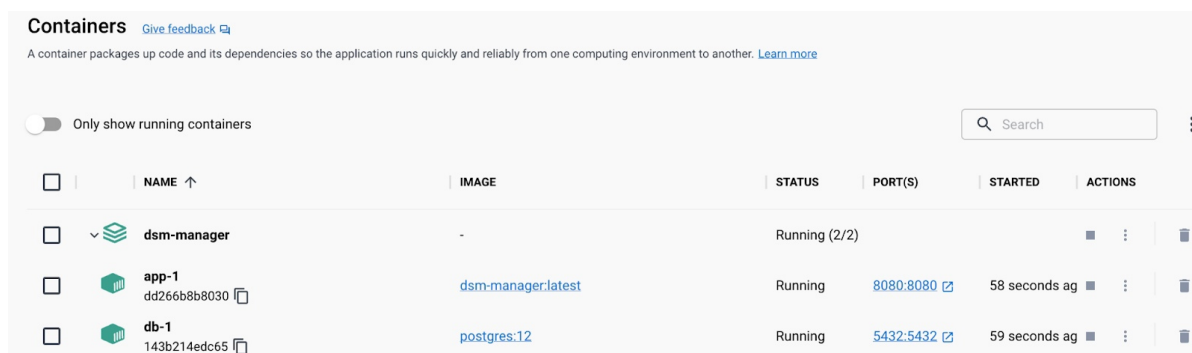 Containers Give feedback
A container packages up code and its dependencies so the application runs quickly and reliably from one computing environment to another. Learn more
Only show running containers
Search
NAME IMAGE STATUS PORT(S) STARTED ACTIONS
dsm-manager - Running (2/2)
app-1
dd266b8b8030 dsm-manager:latest Running 8080:8080 58 seconds ag
db-1
143b214edc65 postgres:12 Running 5432:5432 59 seconds ag